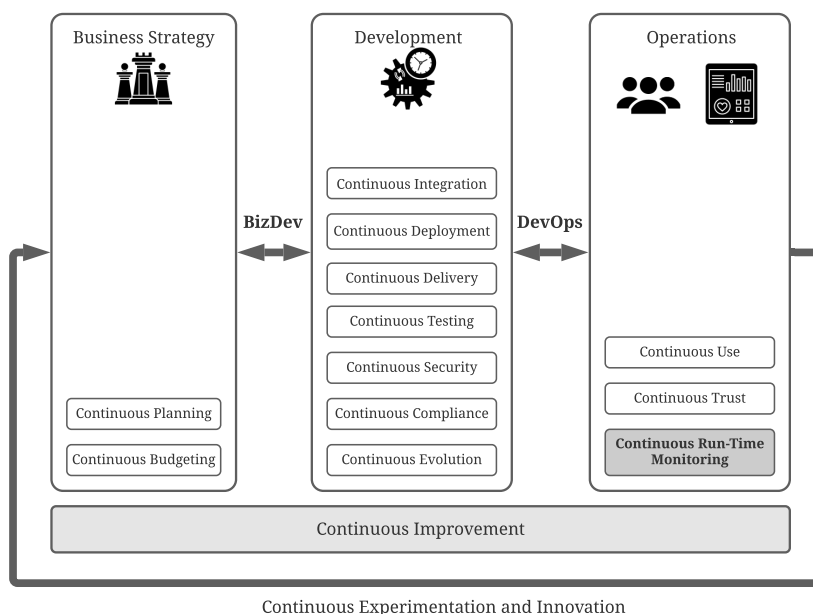 Business Strategy
Continuous Planning
Continuous Budgeting
BizDev
Development
Continuous Integration
Continuous Deployment
Continuous Delivery
Continuous Testing
Continuous Security
Continuous Compliance
Continuous Evolution
DevOps
Operations
Continuous Use
Continuous Trust
Continuous Run-Time
Monitoring
Continuous Improvement
Continuous Experimentation and Innovation